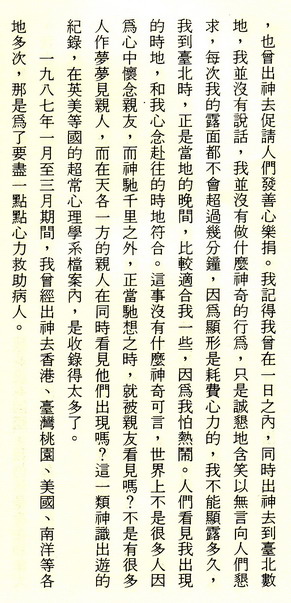 ，也曾出神去促請人們發善心樂捐。我記得我曾在一日之內，同時出神去到臺北數
地，我並沒有說話，我並沒有做什麼神奇的行爲，只是誠懇地含笑以無言向人們懇
求，每次我的露面都不會超過幾分鐘，因爲顯形是耗費心力的，我不能顯露多久，
我到臺北時，正是當地的晚間，比較適合我一些，因爲我怕熱鬧。人們看見我出現
的時地，和我心念赴往的時地符合。這事沒有什麼神奇可言，世界上不是很多人因
爲心中懷念親友，而神馳千里之外，正當馳想之時，就被親友看見嗎？不是有很多
人作夢夢見親人，而在天各一方的親人在同時看見他們出現嗎？這一類神識出遊的
紀錄，在英美等國的超常心理學系檔案內，是收錄得太多了。
一九八七年一月至三月期間，我曾經出神去香港、臺灣桃園、美國、南洋等各
地多次，那是爲了要盡一點點心力救助病人。